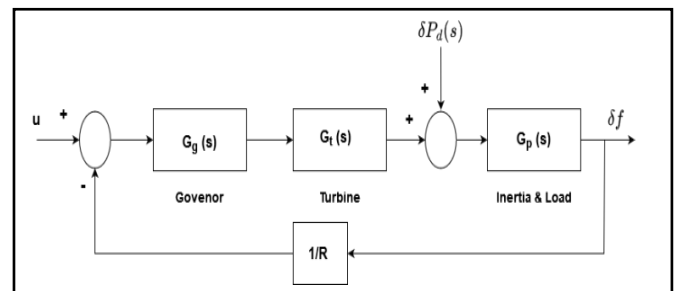 δP_d(s)
+
u + + δf
G_g (s) G_t (s) G_p (s)
-
Govenor Turbine Inertia & Load
1/R